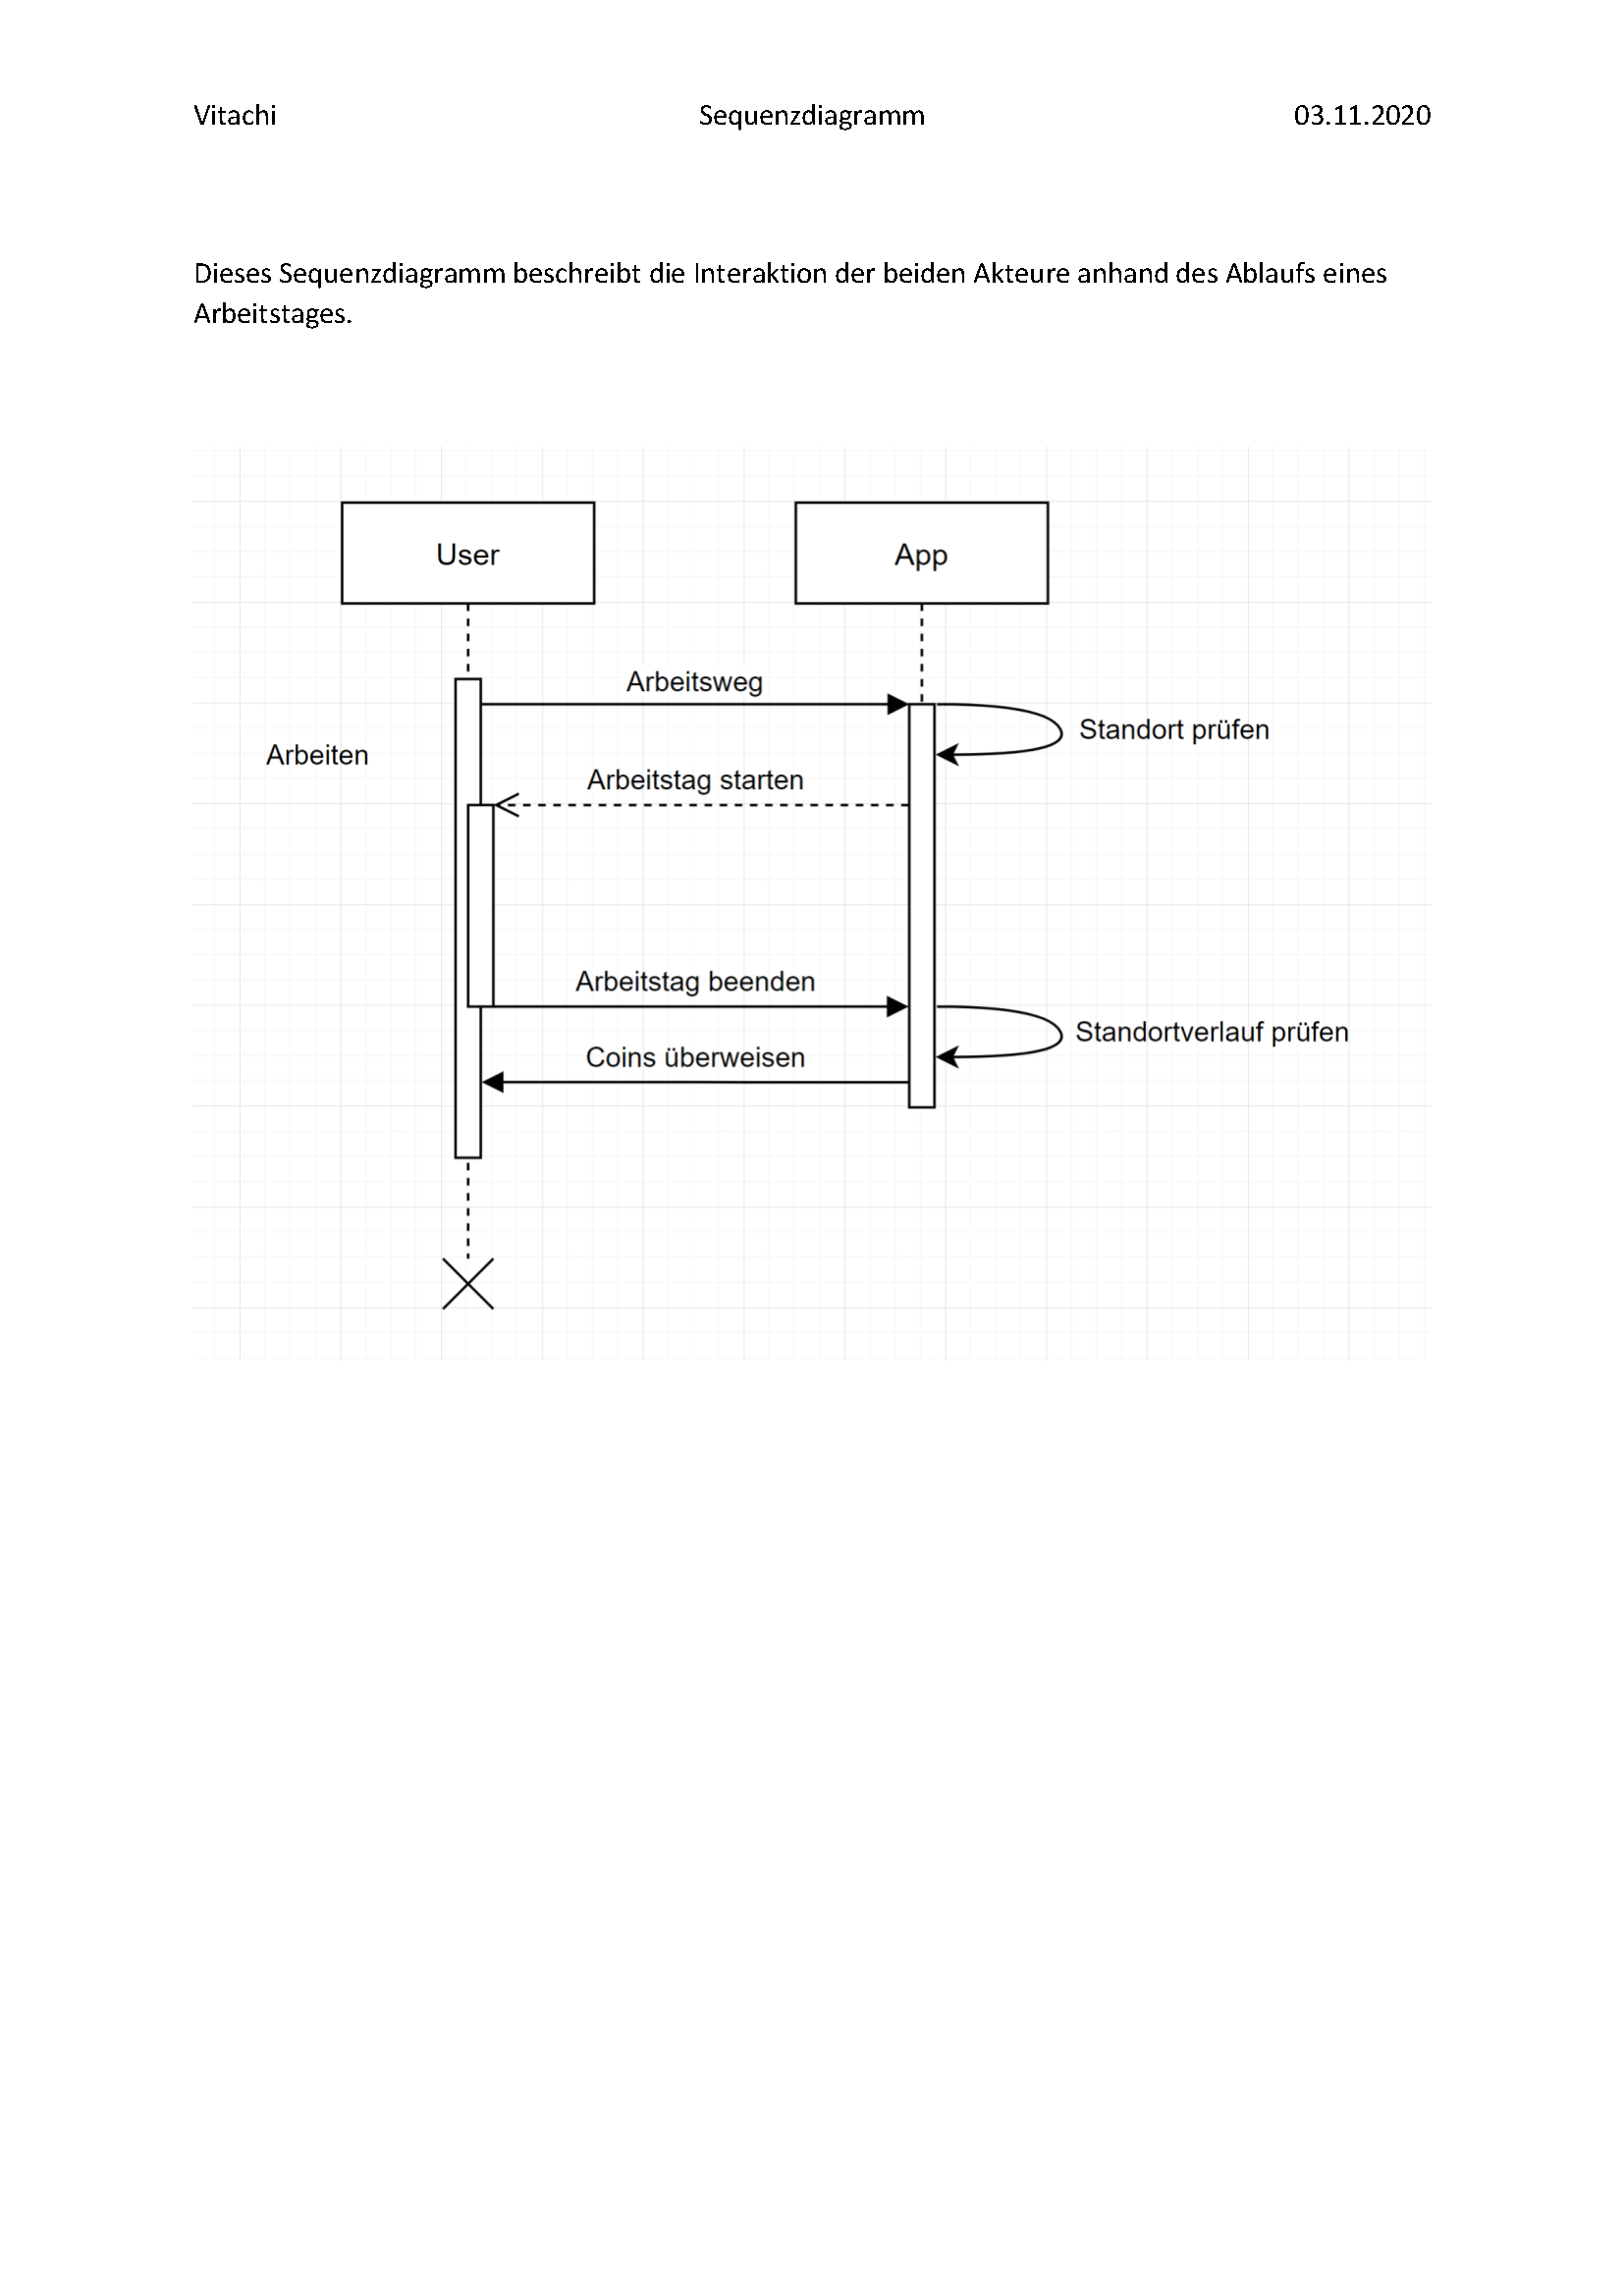 Vitachi Sequenzdiagramm 03.11.2020
Dieses Sequenzdiagramm beschreibt die Interaktion der beiden Akteure anhand des Ablaufs eines
Arbeitstages.
User
App
Arbeitsweg
Standort prüfen
Arbeiten
Arbeitstag starten
Arbeitstag beenden
Standortverlauf prüfen
Coins überweisen